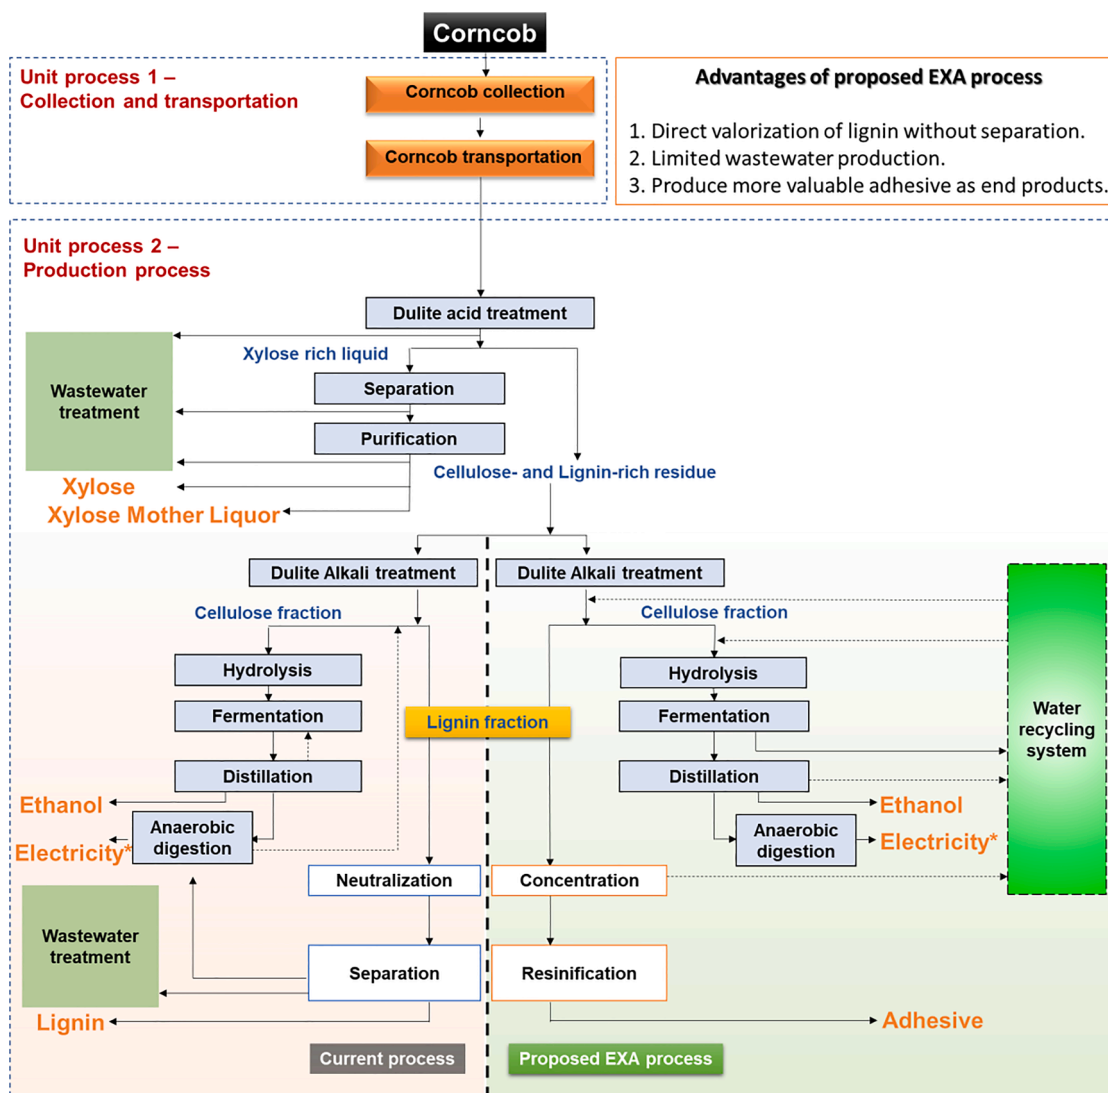 Corncob
Unit process 1 –
Collection and transportation
Corncob collection
Corncob transportation
Advantages of proposed EXA process
1. Direct valorization of lignin without separation.
2. Limited wastewater production.
3. Produce more valuable adhesive as end products.
Unit process 2 –
Production process
Dulite acid treatment
Xylose rich liquid
Wastewater
treatment
Separation
Purification
Cellulose- and Lignin-rich residue
Xylose
Xylose Mother Liquor
Dulite Alkali treatment
Dulite Alkali treatment
Cellulose fraction
Cellulose fraction
Hydrolysis
Hydrolysis
Fermentation
Lignin fraction
Fermentation
Water
recycling
system
Distillation
Distillation
Ethanol
Ethanol
Anaerobic
digestion
Anaerobic
digestion
Electricity*
Electricity*
Neutralization
Concentration
Wastewater
treatment
Separation
Resinification
Lignin
Adhesive
Current process
Proposed EXA process